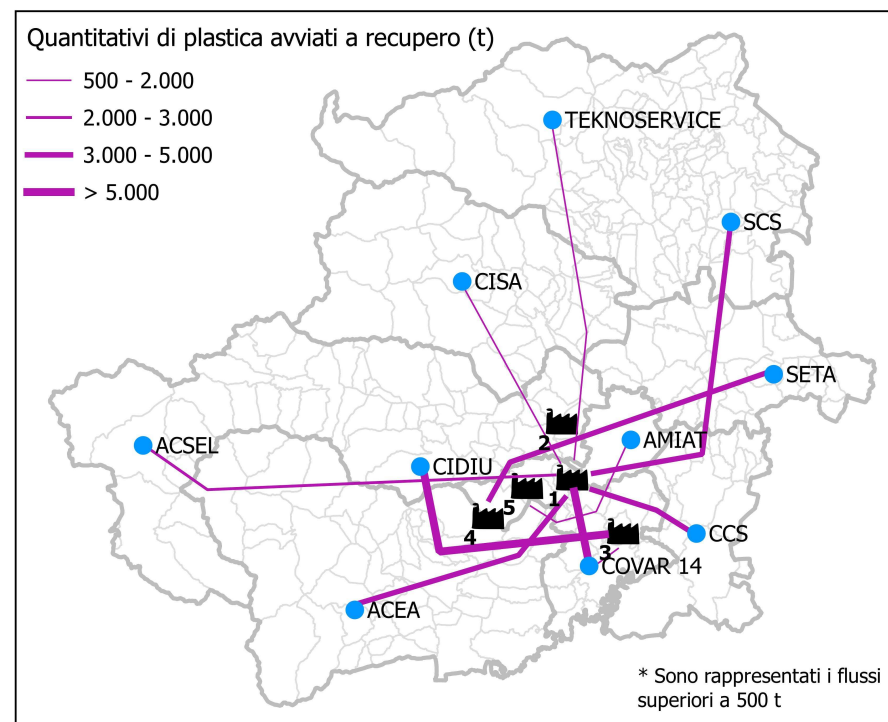 Quantitativi di plastica avviati a recupero (t)
500 - 2.000
2.000 - 3.000
3.000 - 5.000
> 5.000
TEKNOSERVICE
SCS
CISA
SETA
2
AMIAT
ACSEL
CIDIU
1
5
4
CCS
3
COVAR 14
ACEA
* Sono rappresentati i flussi
superiori a 500 t